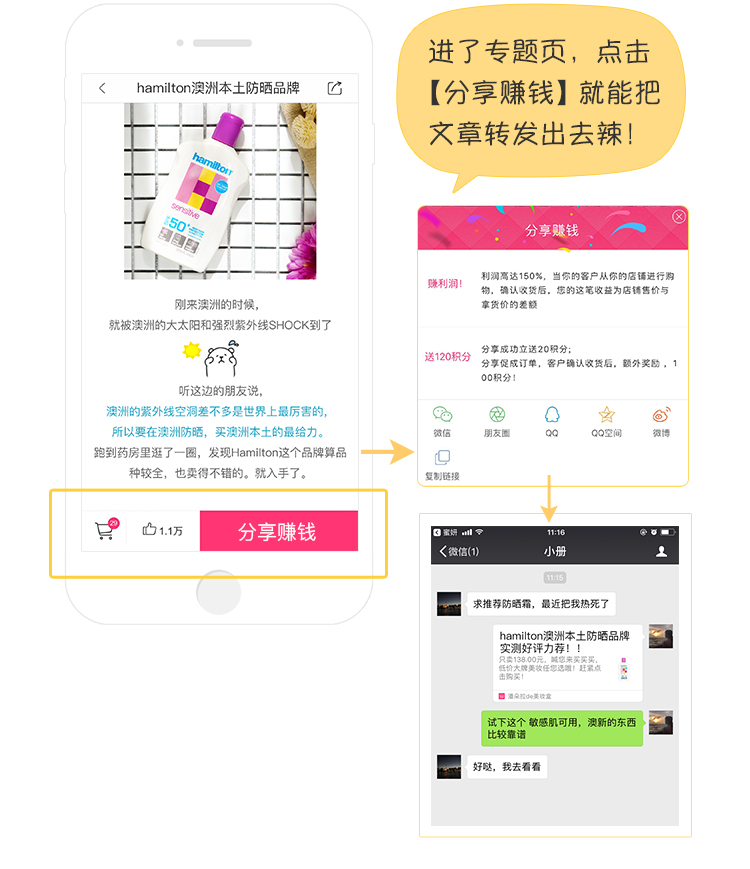 进了专题页，点击
【分享赚钱】就能把
文章转发出去辣！
hamilton澳洲本土防晒品牌
hamilton
sensitive
50+
刚来澳洲的时候，
就被澳洲的大太阳和强烈紫外线SHOCK到了
听这边的朋友说，
澳洲的紫外线空洞差不多是世界上最厉害的，
所以要在澳洲防晒，买澳洲本土的最给力。
跑到药房里逛了一圈，发现Hamilton这个品牌算品
种较全，也卖得不错的。就入手了。
29
1.1万
分享赚钱
分享赚钱
赚利润！
利润高达150%，当你的客户从你的店铺进行购
物，确认收货后，您的这笔收益为店铺售价与
拿货价的差额
送120积分
分享成功立送20积分；
分享促成订单，客户确认收货后，额外奖励，1
00积分！
微信
朋友圈
QQ
QQ空间
微博
复制链接
蜜妍
11:16
微信(1)
小册
11:15
求推荐防晒霜，最近把我热死了
hamilton澳洲本土防晒品牌
实测好评力荐！！
只卖138.00元，喊您来买买买，
低价大牌美妆任您选哦！赶紧点
击购买！
潘朵拉de美妆盒
试下这个 敏感肌可用，澳新的东西
比较靠谱
好哒，我去看看